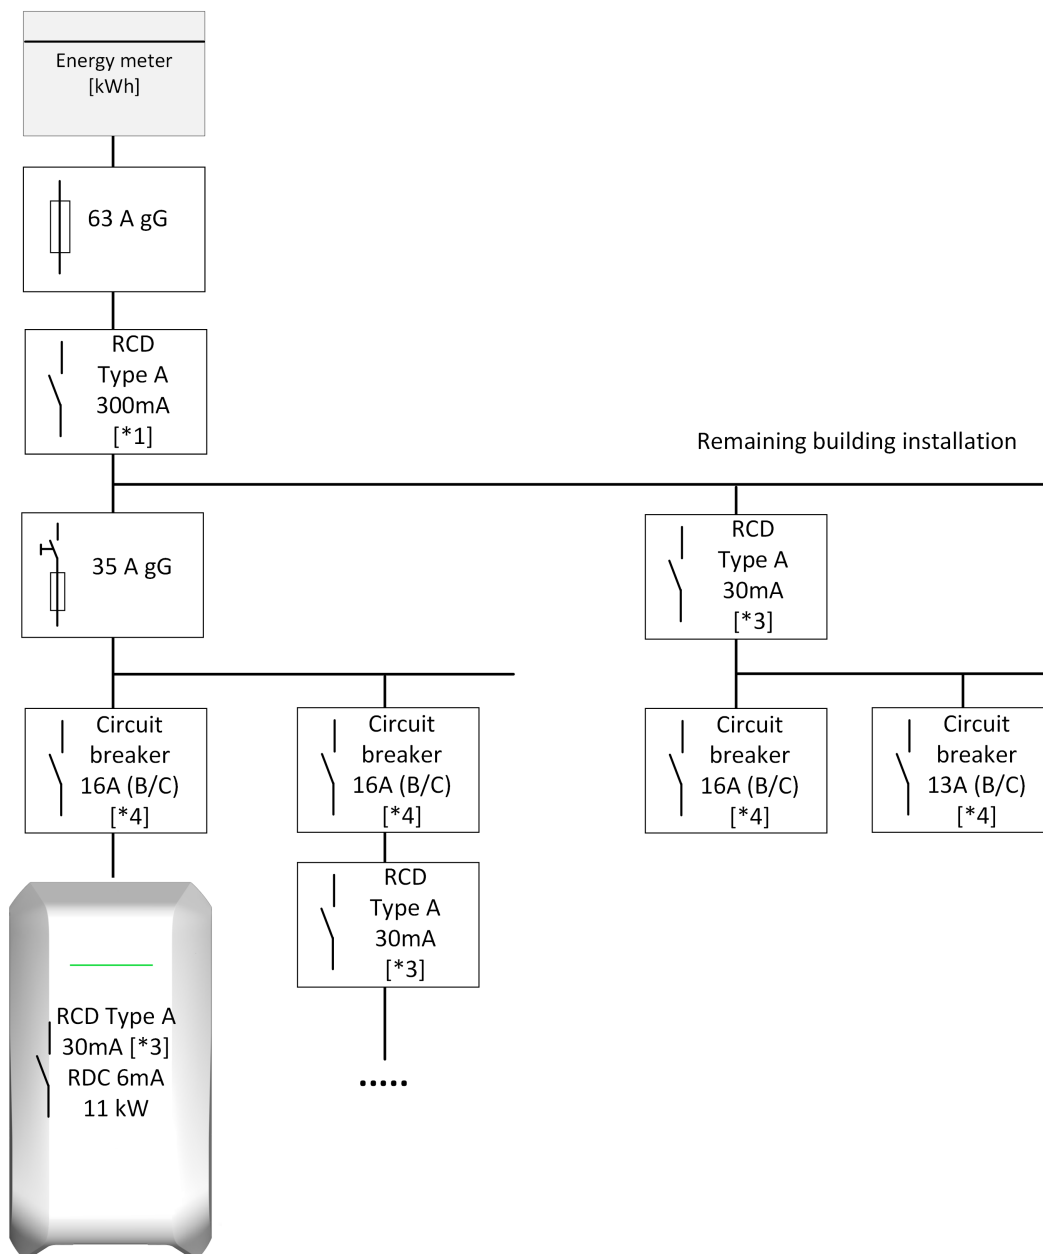 Energy meter
[kWh]
63 A gG
RCD
Type A
300mA
[*1]
Remaining building installation
35 A gG
RCD
Type A
30mA
[*3]
Circuit
breaker
16A (B/C)
[*4]
Circuit
breaker
16A (B/C)
[*4]
Circuit
breaker
16A (B/C)
[*4]
Circuit
breaker
13A (B/C)
[*4]
RCD
Type A
30mA
[*3]
RCD Type A
30mA [*3]
RDC 6mA
11 kW
.....